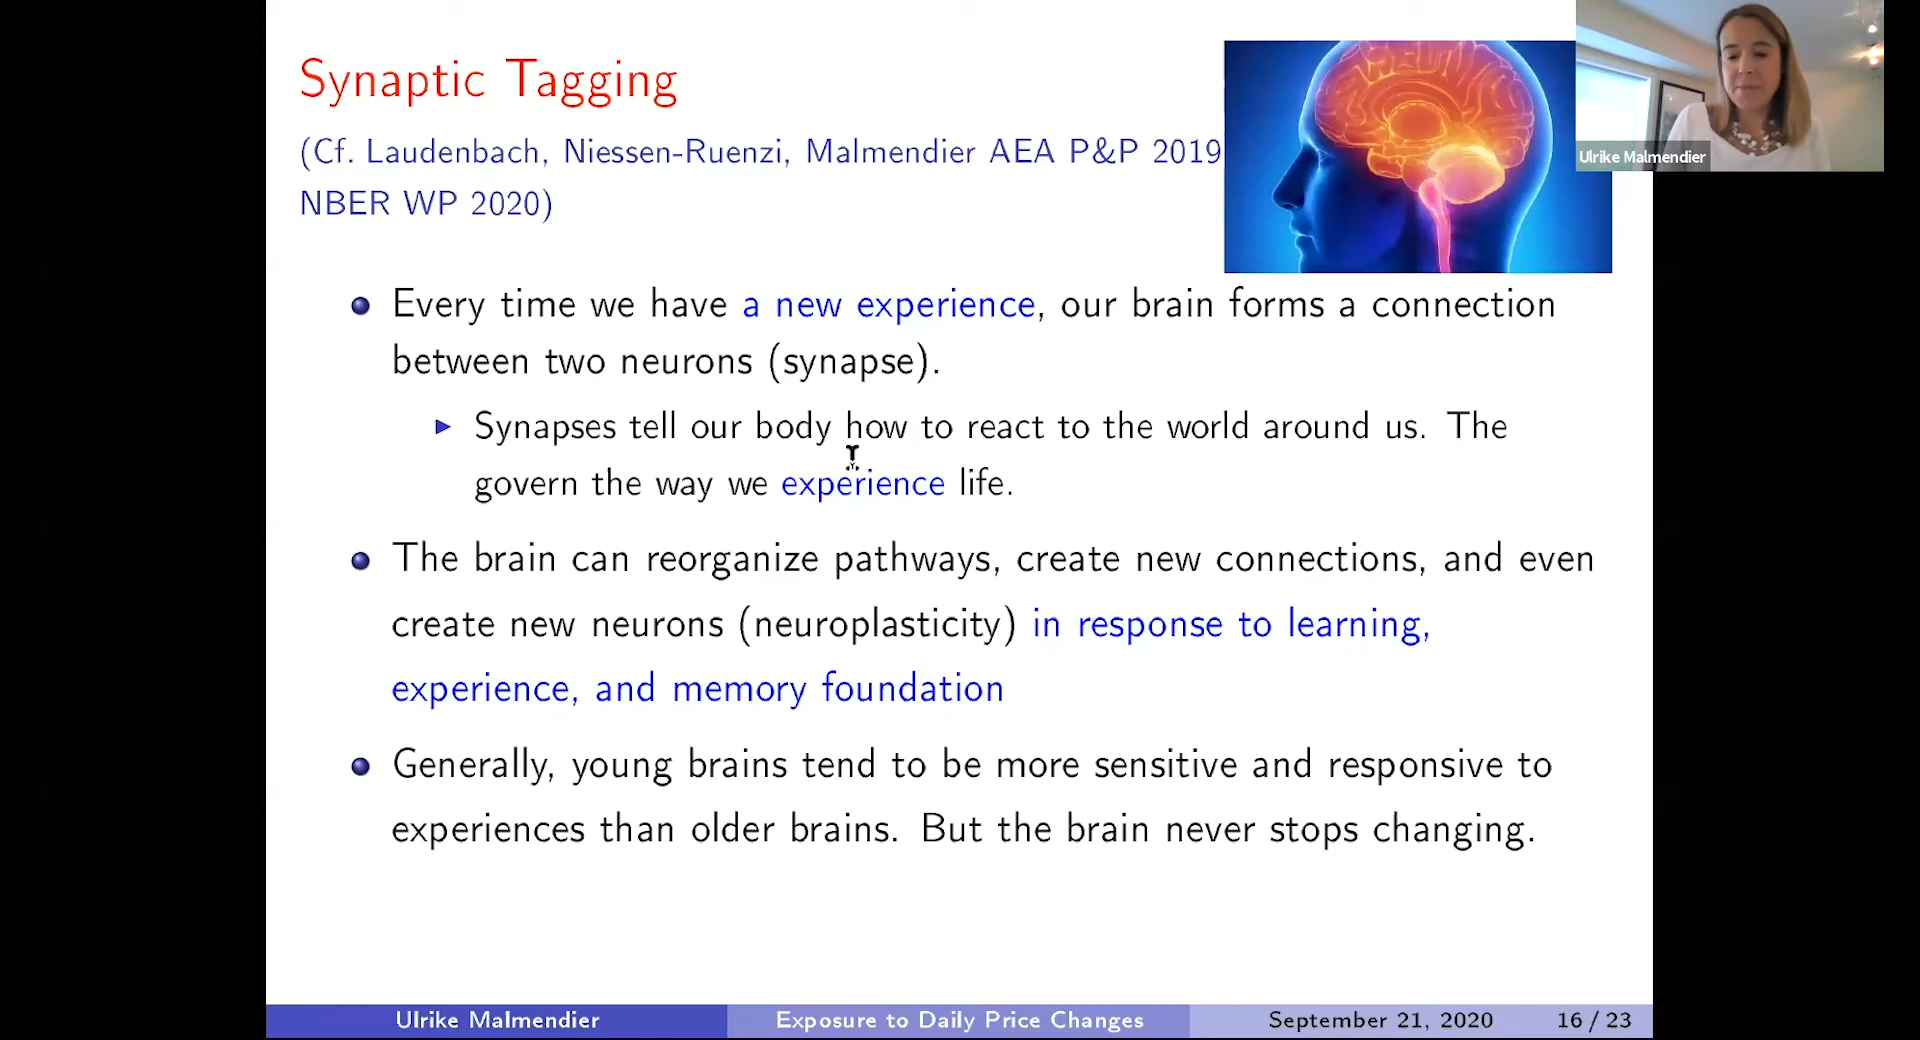 Synaptic Tagging
(Cf. Laudenbach, Niessen-Ruenzi, Malmendier AEA P&P 2019
NBER WP 2020)
Ulrike Malmendier
Every time we have a new experience, our brain forms a connection
between two neurons (synapse).
Synapses tell our body how to react to the world around us. The
govern the way we experience life.
The brain can reorganize pathways, create new connections, and even
create new neurons (neuroplasticity) in response to learning,
experience, and memory foundation
Generally, young brains tend to be more sensitive and responsive to
experiences than older brains. But the brain never stops changing.
Ulrike Malmendier Exposure to Daily Price Changes September 21, 2020 16 / 23